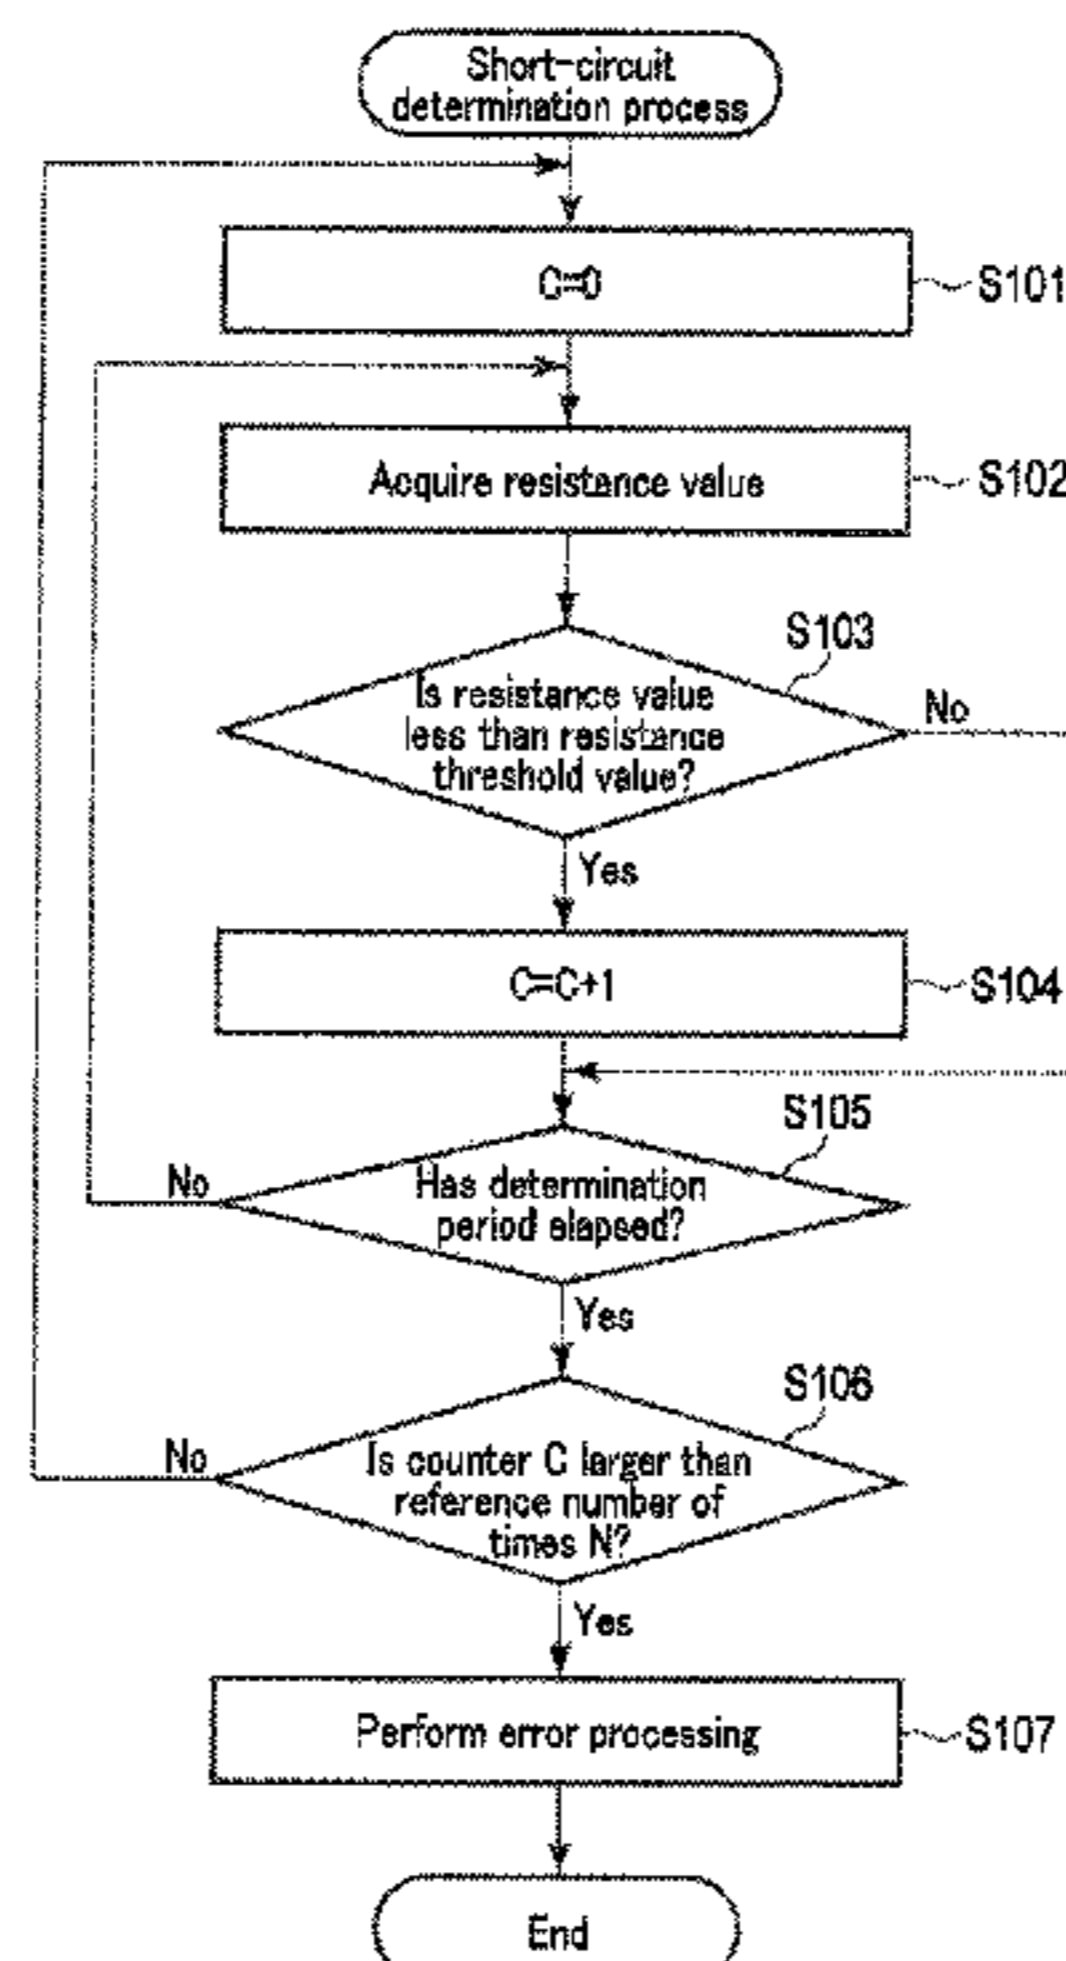 Short-circuit
determination process
C=0
S101
Acquire resistance value
S102
S103
Is resistance value
less than resistance
threshold value?
No
Yes
C=C+1
S104
S105
Has determination
period elapsed?
No
Yes
S106
Is counter C larger than
reference number of
times N?
No
Yes
Perform error processing
S107
End